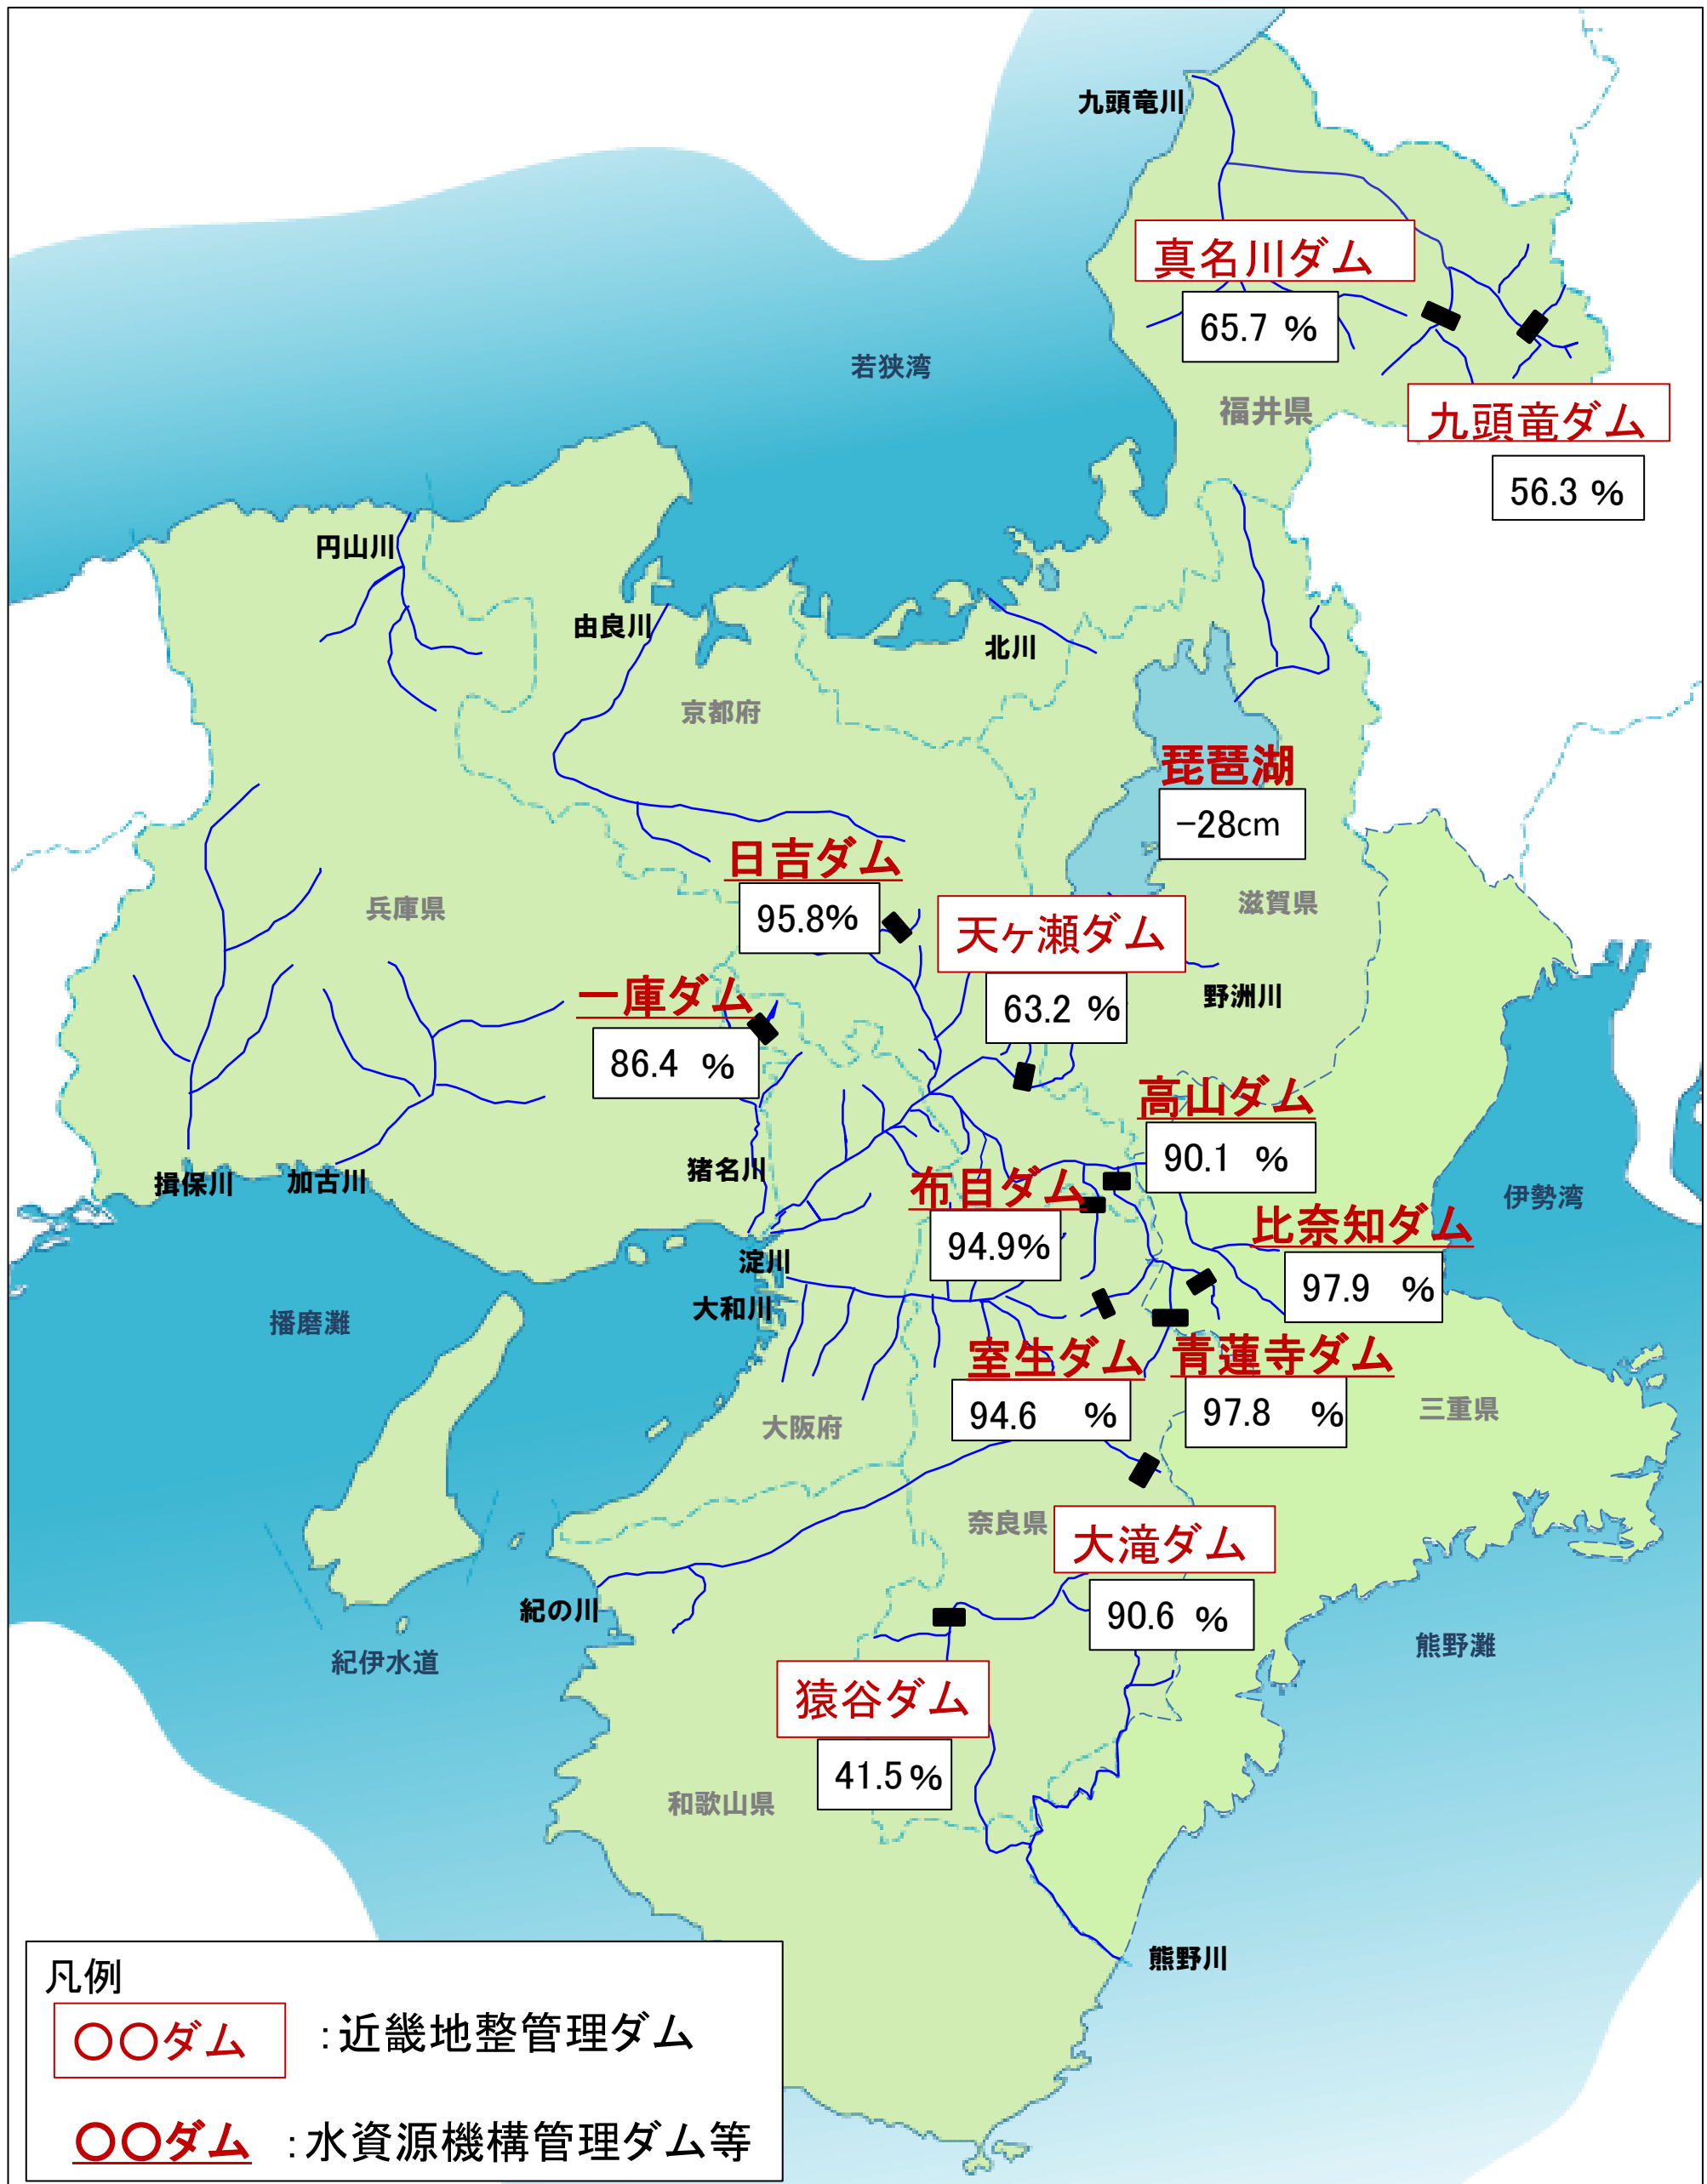 九頭竜川
真名川ダム
65.7 %
若狭湾
福井県
九頭竜ダム
56.3 %
円山川
由良川
北川
京都府
琵琶湖
-28cm
日吉ダム
95.8%
兵庫県
天ヶ瀬ダム
63.2 %
滋賀県
野洲川
一庫ダム
86.4 %
高山ダム
90.1 %
揖保川
加古川
猪名川
布目ダム
94.9%
伊勢湾
比奈知ダム
97.9 %
淀川
大和川
播磨灘
室生ダム
94.6 %
青蓮寺ダム
97.8 %
三重県
大阪府
奈良県
大滝ダム
90.6 %
紀の川
紀伊水道
熊野灘
猿谷ダム
41.5 %
和歌山県
熊野川
凡例
〇〇ダム :近畿地整管理ダム
〇〇ダム :水資源機構管理ダム等